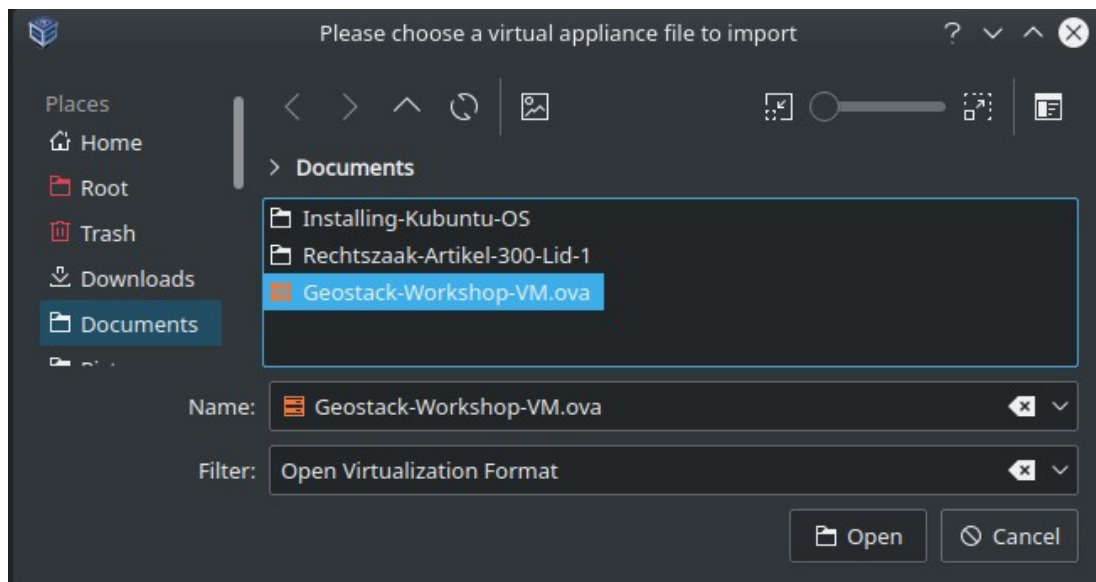 Please choose a virtual appliance file to import
Places
Home
Root
Trash
Downloads
Documents
> Documents
Installing-Kubuntu-OS
Rechtszaak-Artikel-300-Lid-1
Geostack-Workshop-VM.ova
Name: Geostack-Workshop-VM.ova
Filter: Open Virtualization Format
Open Cancel